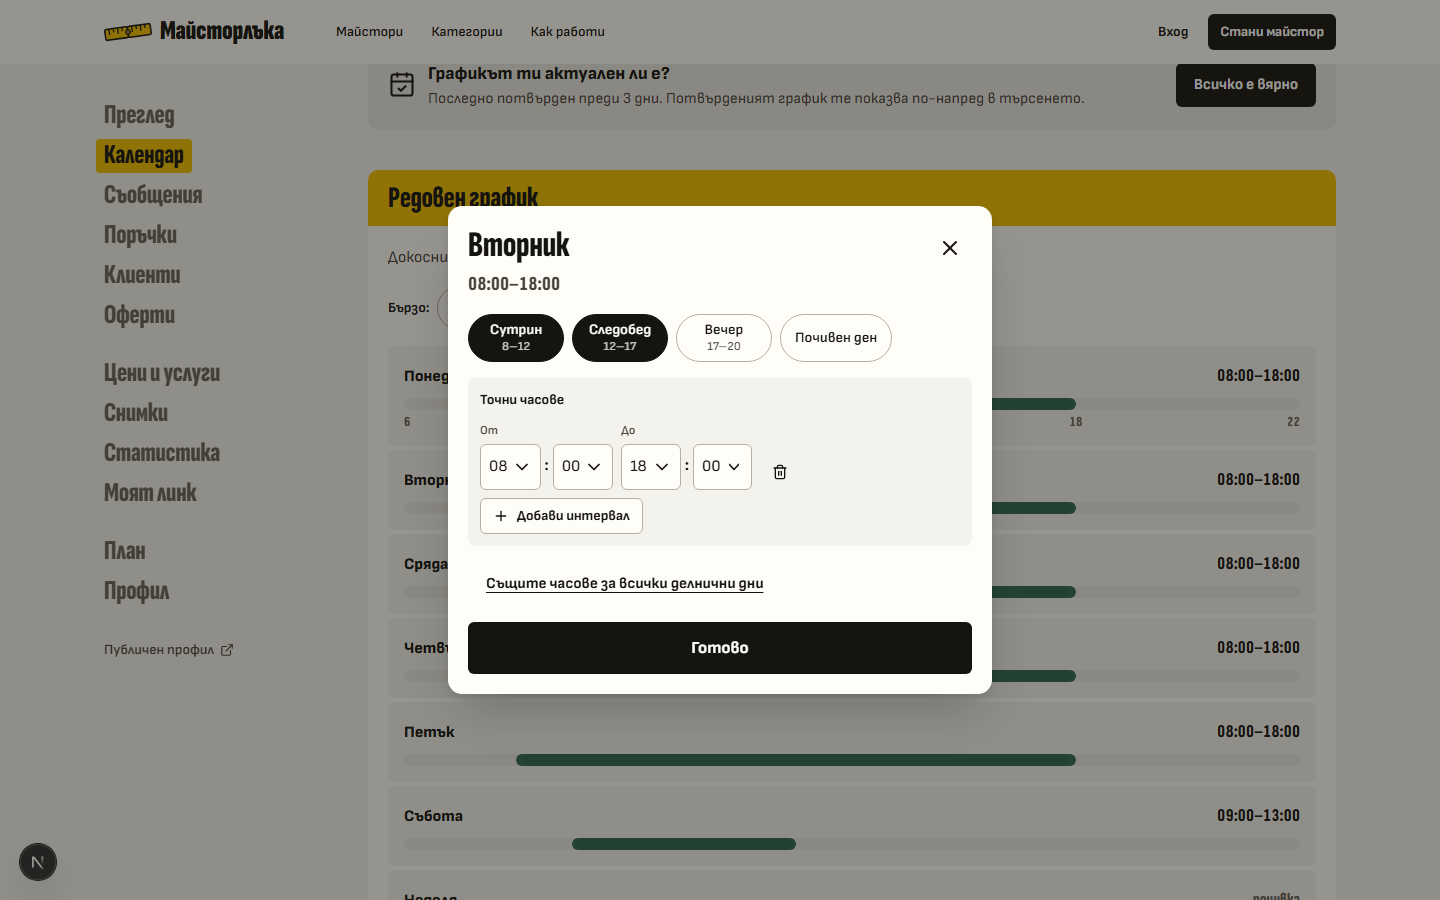 Майсторлъка
Майстори
Категории
Как работи
Вход
Стани майстор
Графикът ти актуален ли е?
Последно потвърден преди 3 дни. Потвърденият график те показва по-напред в търсенето.
Всичко е вярно
Преглед
Календар
Съобщения
Поръчки
Клиенти
Оферти
Цени и услуги
Снимки
Статистика
Моят линк
План
Профил
Публичен профил
Редовен график
Бързо:
Вторник
08:00–18:00
Сутрин
8–12
Следобед
12–17
Вечер
17–20
Почивен ден
Точни часове
От
До
08 : 00
18 : 00
Добави интервал
Същите часове за всички делнични дни
Готово
08:00–18:00
6
18
22
08:00–18:00
Сряда
08:00–18:00
08:00–18:00
Петък
08:00–18:00
Събота
09:00–13:00
Неделя
почивка
N